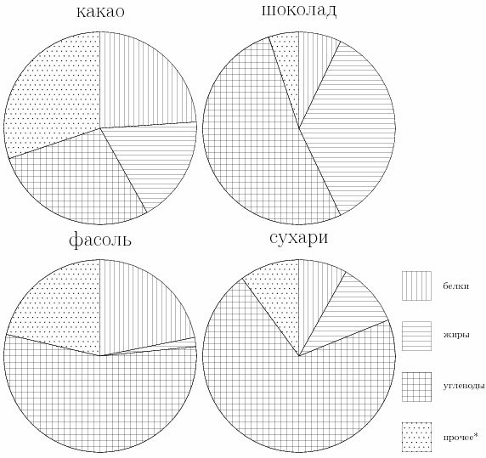 какао
шоколад
фасоль
сухари
белки
жиры
углеводы
прочее*